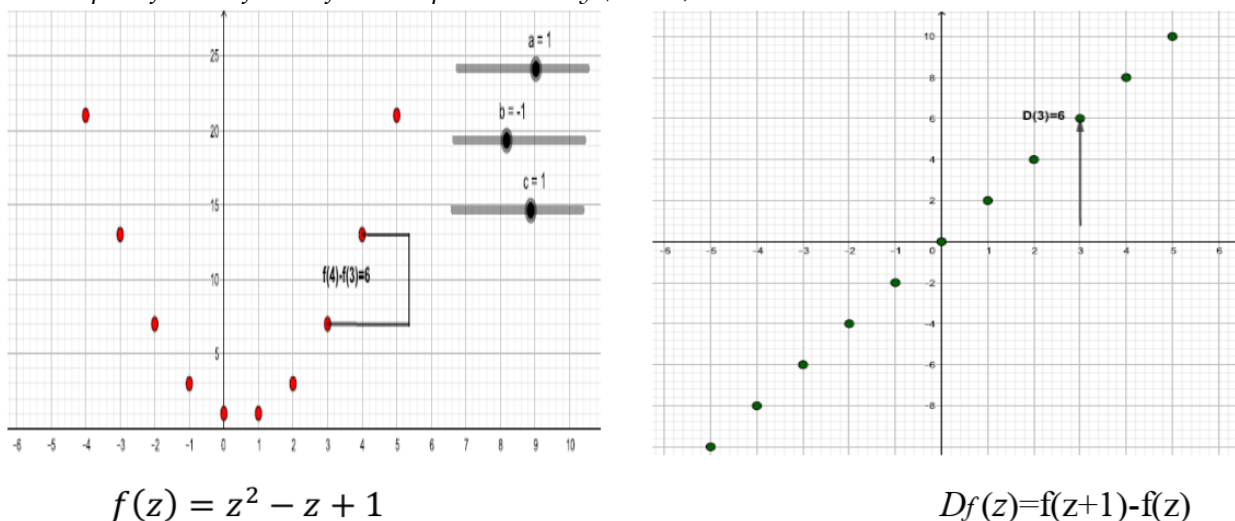 a = 1
b = -1
c = 1
25
20
15
10
5
f(4)-f(3)=6
-6 -5 -4 -3 -2 -1 0 1 2 3 4 5 6 7 8 9 10
10
8
6
4
2
D(3)=6
-6 -5 -4 -3 -2 -1 0 1 2 3 4 5 6
-2
-4
-6
-8
f(z) = z² − z + 1
Df(z)=f(z+1)-f(z)